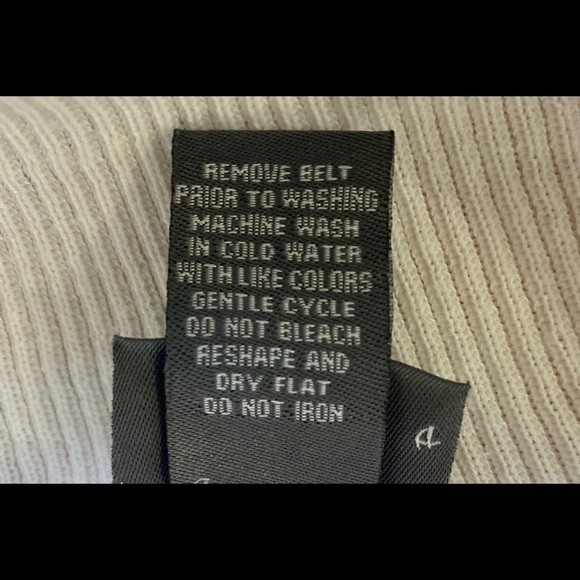 REMOVE BELT
PRIOR TO WASHING
MACHINE WASH
IN COLD WATER
WITH LIKE COLORS
GENTLE CYCLE
DO NOT BLEACH
RESHAPE AND
DRY FLAT
DO NOT IRON